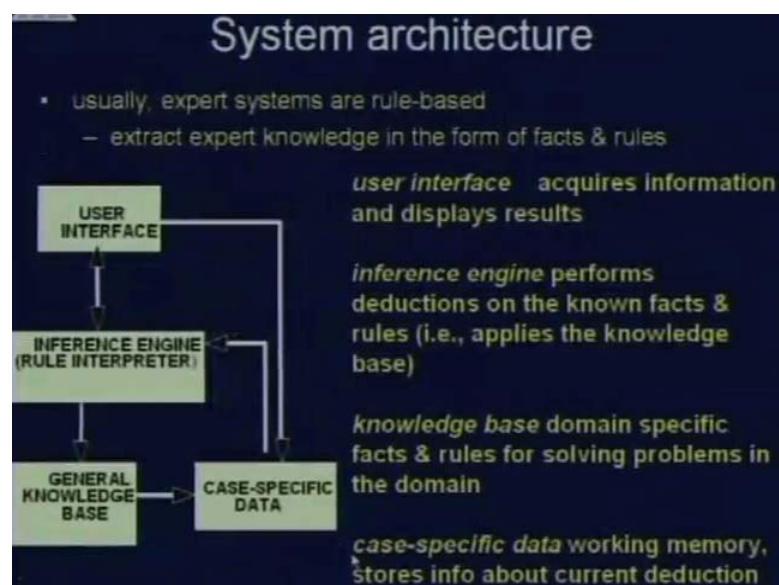 System architecture
• usually, expert systems are rule-based
– extract expert knowledge in the form of facts & rules
USER
INTERFACE
INFERENCE ENGINE
(RULE INTERPRETER)
GENERAL
KNOWLEDGE
BASE
CASE-SPECIFIC
DATA
user interface acquires information
and displays results
inference engine performs
deductions on the known facts &
rules (i.e., applies the knowledge
base)
knowledge base domain specific
facts & rules for solving problems in
the domain
case-specific data working memory,
stores info about current deduction